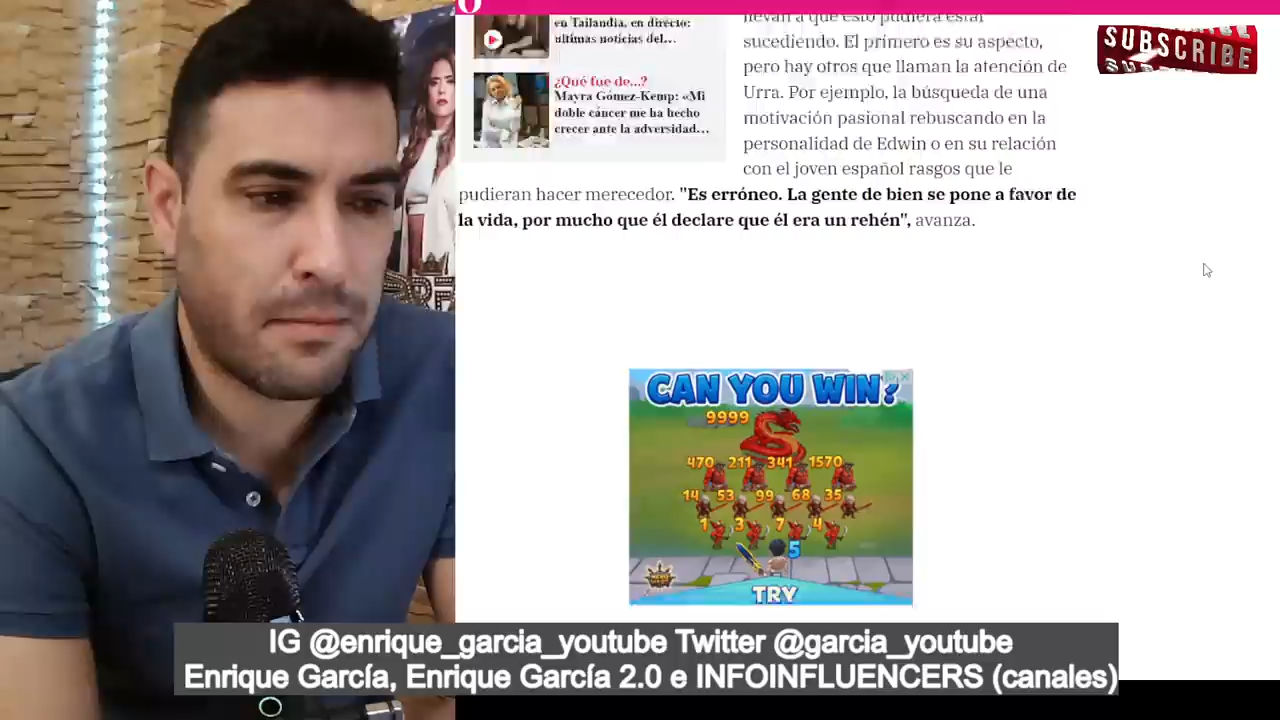 O
en Tailandia, en directo:
ultimas noticias del...
¿Qué fue de...?
Mayra Gómez-Kemp: «Mi
doble cáncer me ha hecho
crecer ante la adversidad...
llevan a que esto pudiera estar
sucediendo. El primero es su aspecto,
pero hay otros que llaman la atención de
Urra. Por ejemplo, la búsqueda de una
motivación pasional rebuscando en la
personalidad de Edwin o en su relación
con el joven español rasgos que le
pudieran hacer merecedor. "Es erróneo. La gente de bien se pone a favor de
la vida, por mucho que él declare que él era un rehén", avanza.
SUBSCRIBE
CAN YOU WIN?
9999
470 211 341 1570
14 53 99 68 35
1 3 7 4
5
TRY
IG @enrique_garcia_youtube Twitter @garcia_youtube
Enrique García, Enrique García 2.0 e INFOINFLUENCERS (canales)